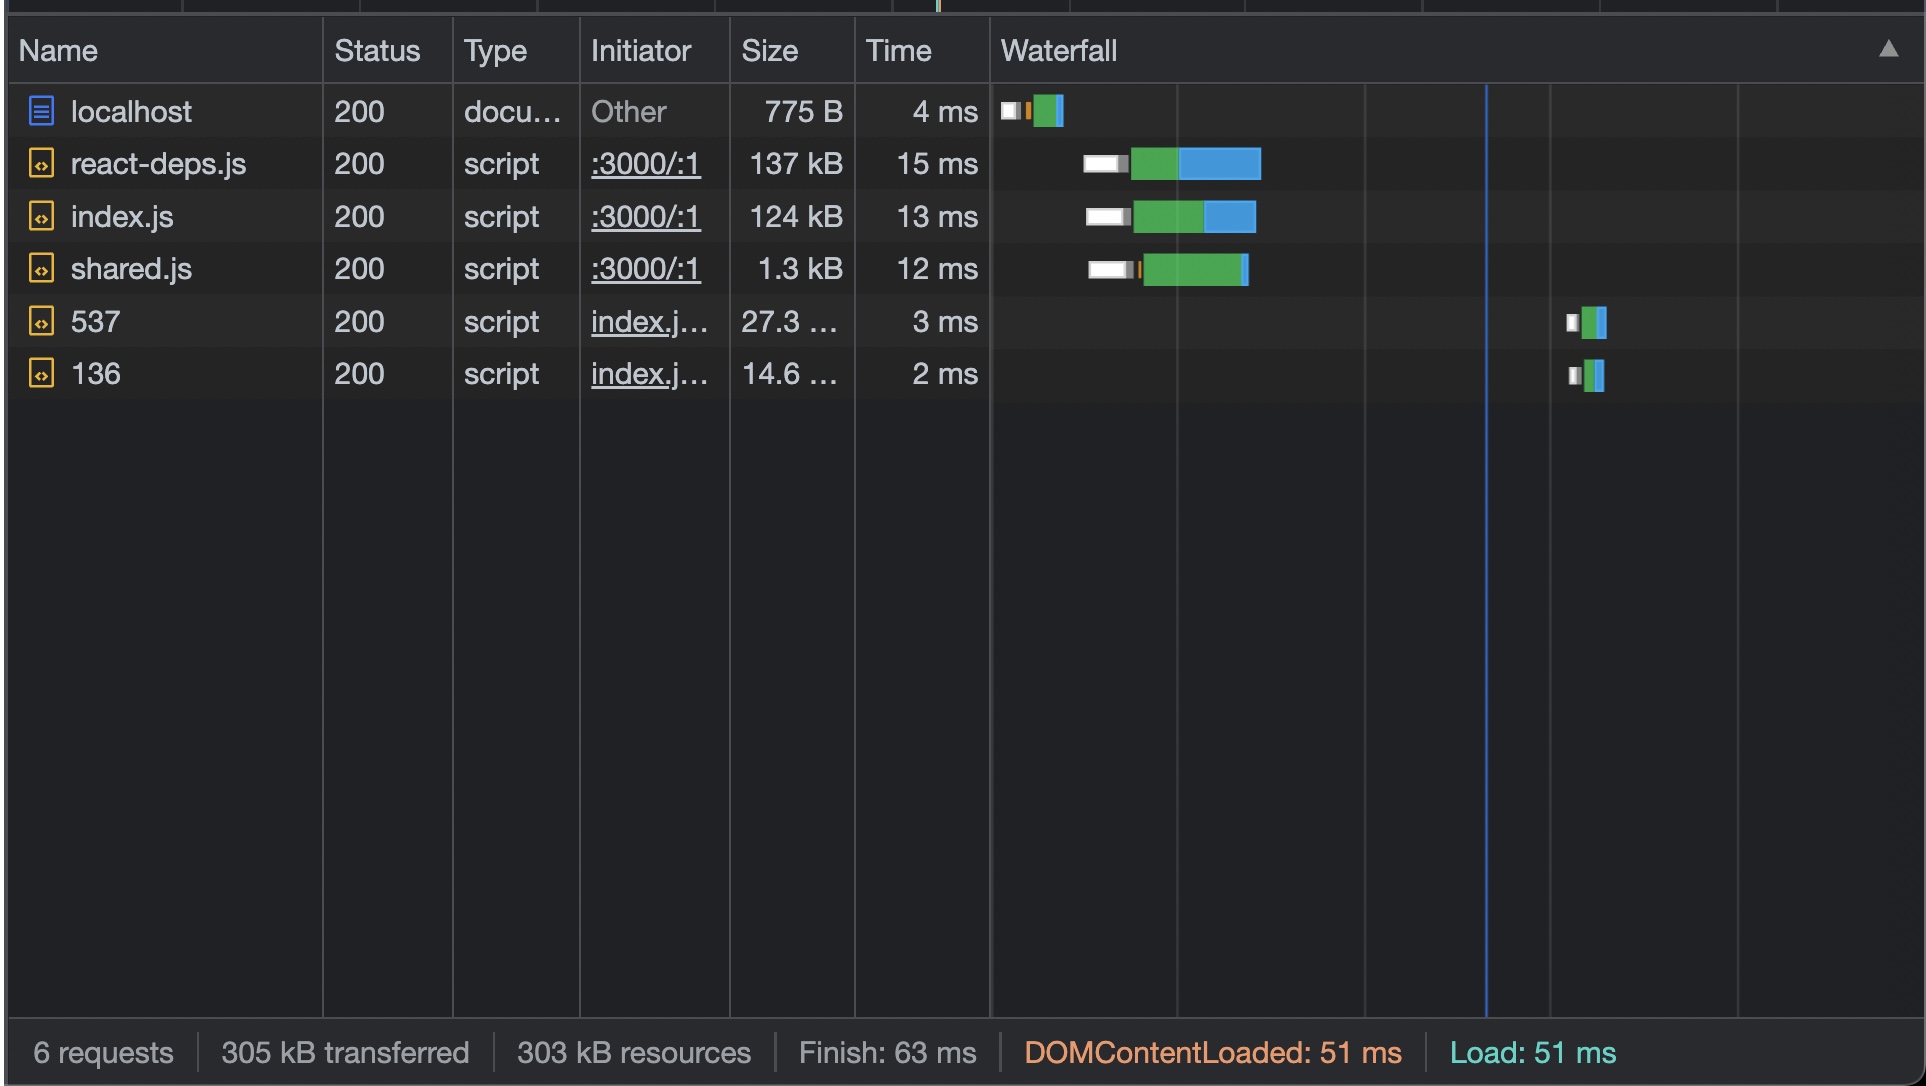 Name Status Type Initiator Size Time Waterfall
localhost 200 docu... Other 775 B 4 ms
react-deps.js 200 script :3000/:1 137 kB 15 ms
index.js 200 script :3000/:1 124 kB 13 ms
shared.js 200 script :3000/:1 1.3 kB 12 ms
537 200 script index.j... 27.3 ... 3 ms
136 200 script index.j... 14.6 ... 2 ms
6 requests 305 kB transferred 303 kB resources Finish: 63 ms DOMContentLoaded: 51 ms Load: 51 ms